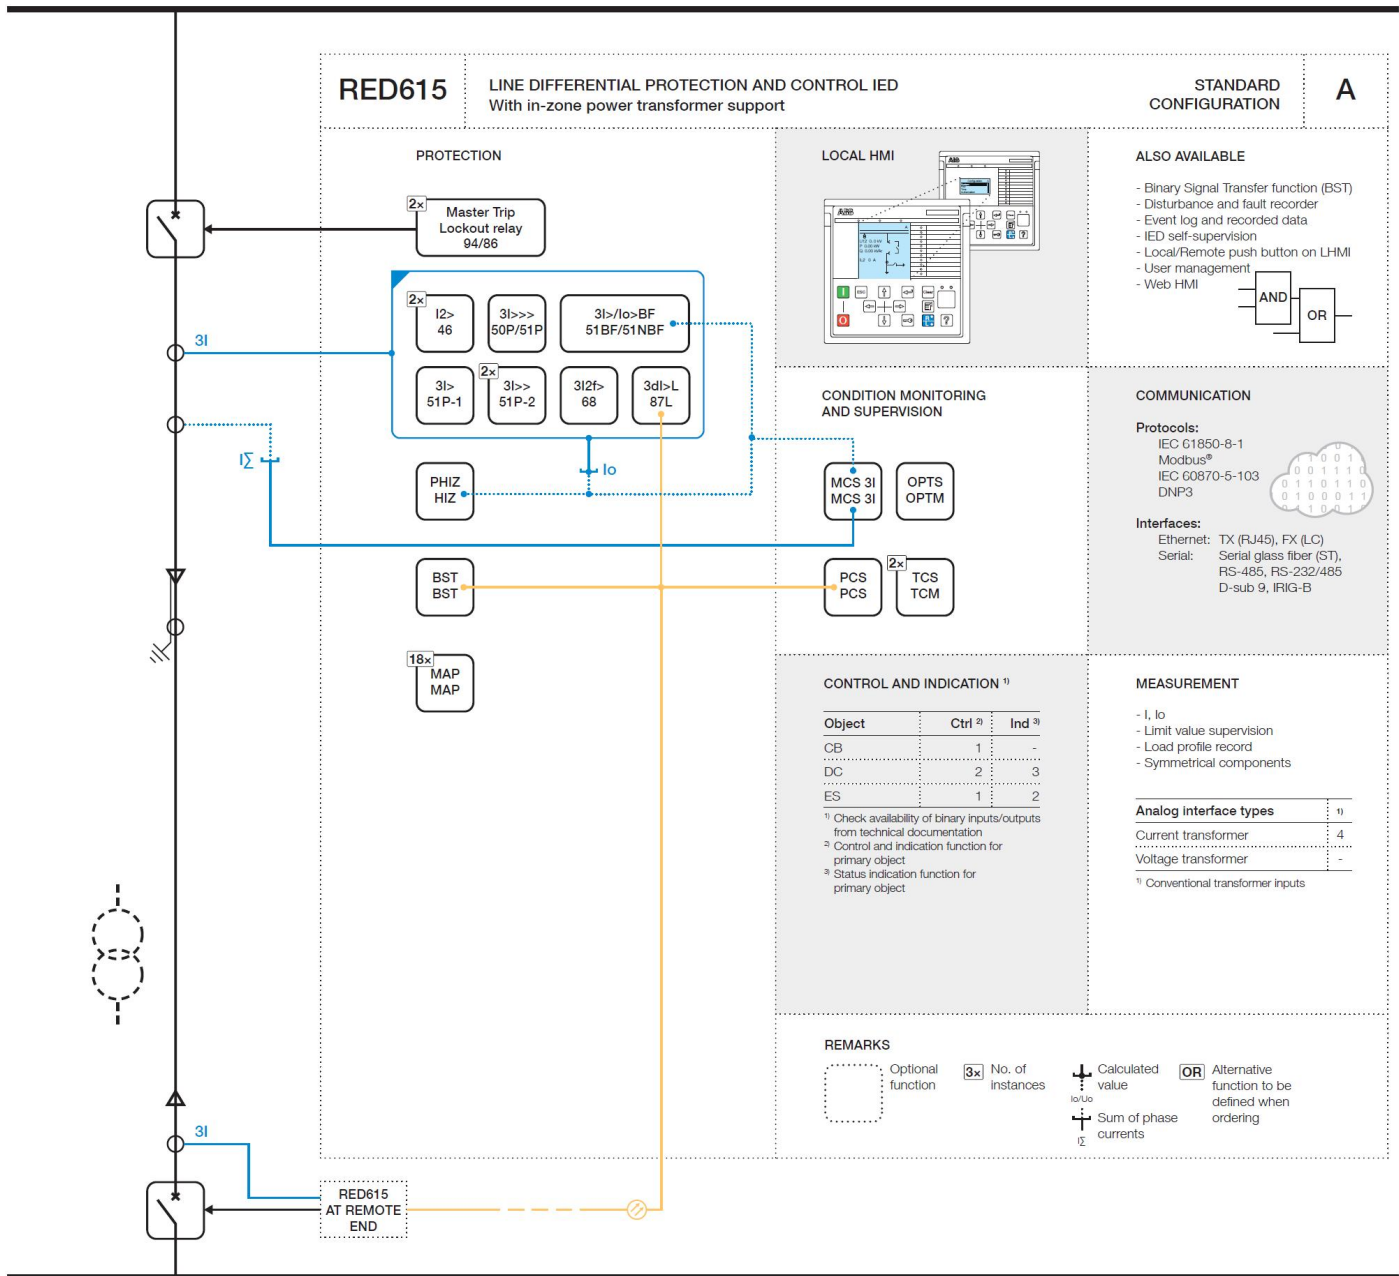 RED615
LINE DIFFERENTIAL PROTECTION AND CONTROL IED
With in-zone power transformer support
STANDARD
CONFIGURATION
A
PROTECTION
2x
Master Trip
Lockout relay
94/86
2x
I2>
46
3I>>>
50P/51P
3I>/Io>BF
51BF/51NBF
3I>
51P-1
2x
3I>>
51P-2
3I2f>
68
3dI>L
87L
3I
I∑
Io
PHIZ
HIZ
BST
BST
18x
MAP
MAP
LOCAL HMI
ABB
ABB
ALSO AVAILABLE
- Binary Signal Transfer function (BST)
- Disturbance and fault recorder
- Event log and recorded data
- IED self-supervision
- Local/Remote push button on LHMI
- User management
- Web HMI
AND
OR
CONDITION MONITORING
AND SUPERVISION
MCS 3I
MCS 3I
OPTS
OPTM
PCS
PCS
2x
TCS
TCM
COMMUNICATION
Protocols:
IEC 61850-8-1
Modbus®
IEC 60870-5-103
DNP3
Interfaces:
Ethernet: TX (RJ45), FX (LC)
Serial: Serial glass fiber (ST),
RS-485, RS-232/485
D-sub 9, IRIG-B
CONTROL AND INDICATION 1)
Object Ctrl 2) Ind 3)
CB 1 -
DC 2 3
ES 1 2
1) Check availability of binary inputs/outputs
from technical documentation
2) Control and indication function for
primary object
3) Status indication function for
primary object
MEASUREMENT
- I, Io
- Limit value supervision
- Load profile record
- Symmetrical components
Analog interface types 1)
Current transformer 4
Voltage transformer -
1) Conventional transformer inputs
REMARKS
Optional
function
3x
No. of
instances
Calculated
value
Io/Uo
Sum of phase
currents
I∑
OR
Alternative
function to be
defined when
ordering
3I
RED615
AT REMOTE
END